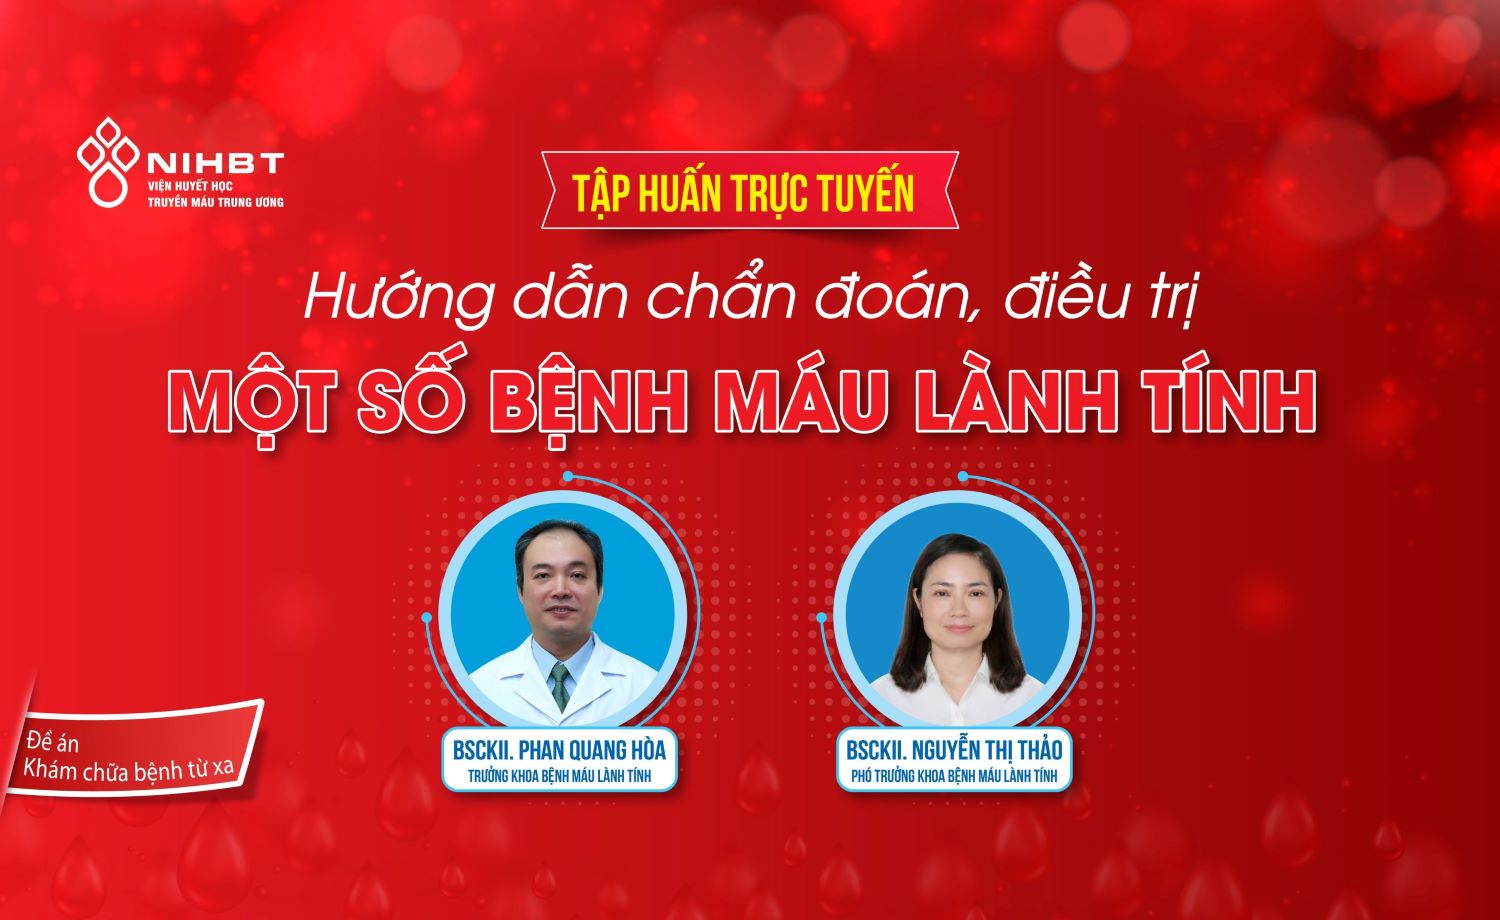 NIHBT
VIỆN HUYẾT HỌC
TRUYỀN MÁU TRUNG ƯƠNG
TẬP HUẤN TRỰC TUYẾN
Hướng dẫn chẩn đoán, điều trị
MỘT SỐ BỆNH MÁU LÀNH TÍNH
BSCKII. PHAN QUANG HÒA
TRƯỞNG KHOA BỆNH MÁU LÀNH TÍNH
BSCKII. NGUYỄN THỊ THẢO
PHÓ TRƯỞNG KHOA BỆNH MÁU LÀNH TÍNH
Đề án
Khám chữa bệnh từ xa